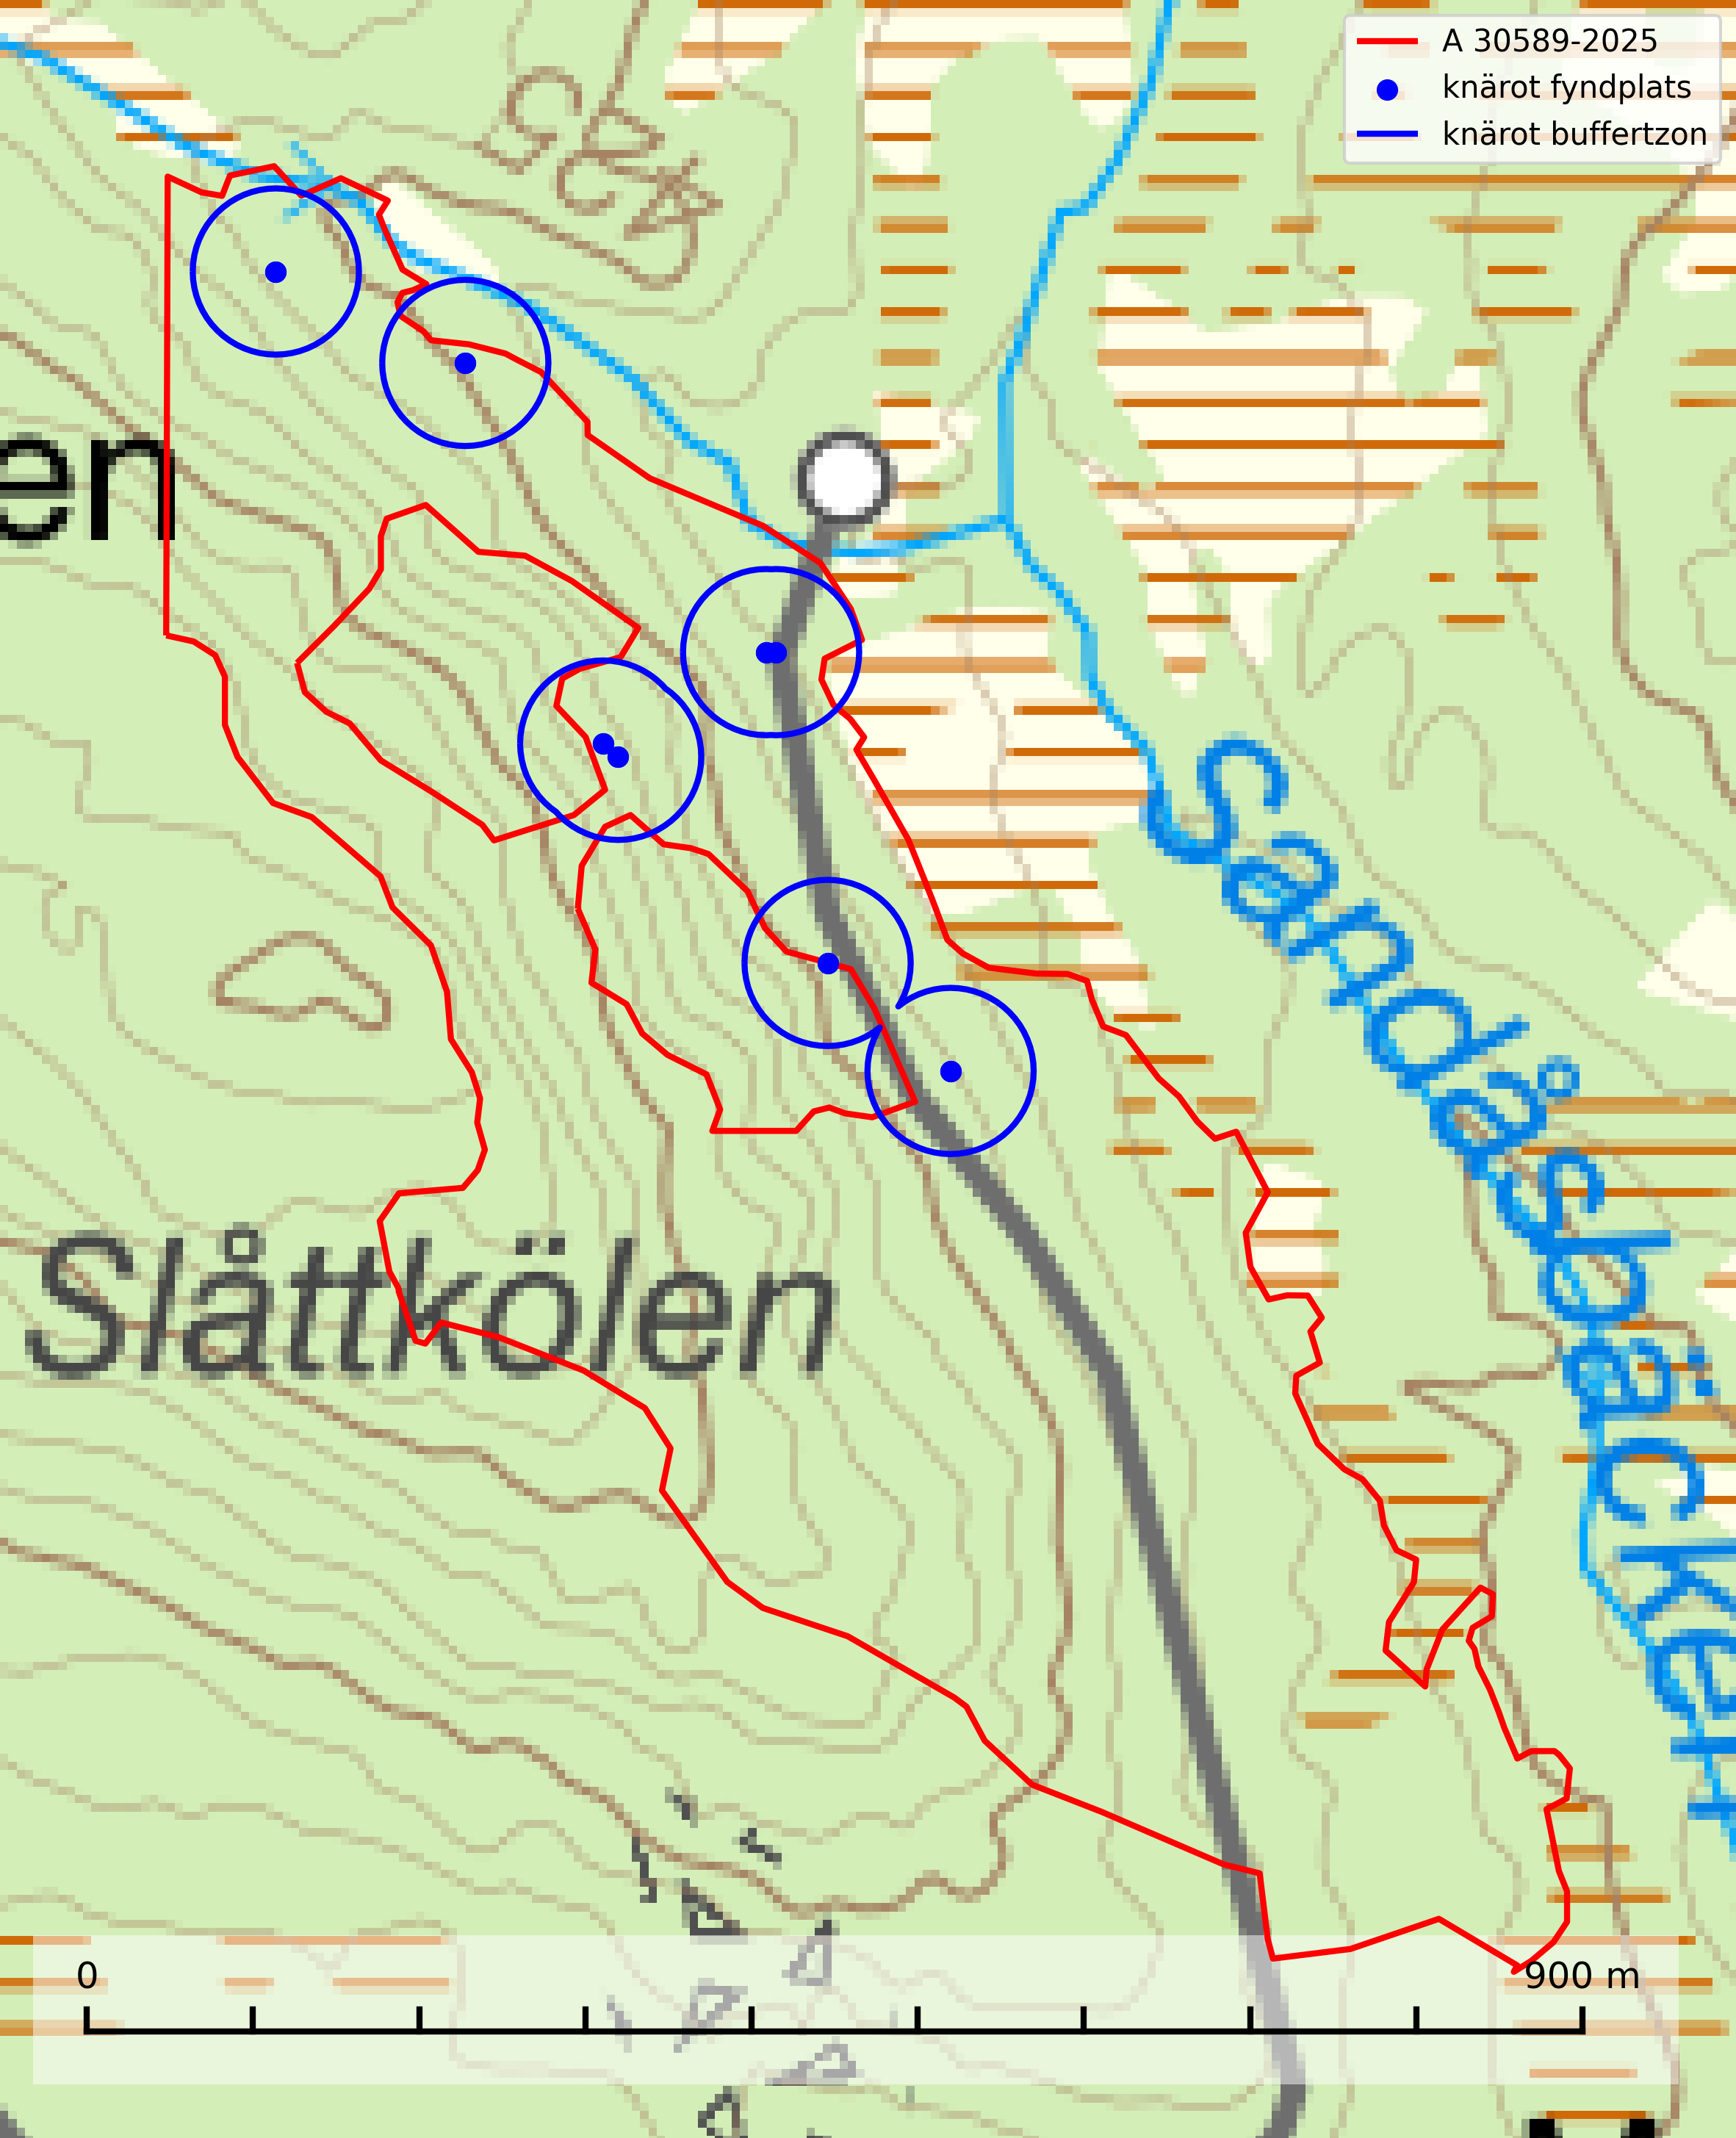 A 30589-2025
knärot fyndplats
knärot buffertzon
en
Sandåsbäcken
Slåttkölen
0
900 m